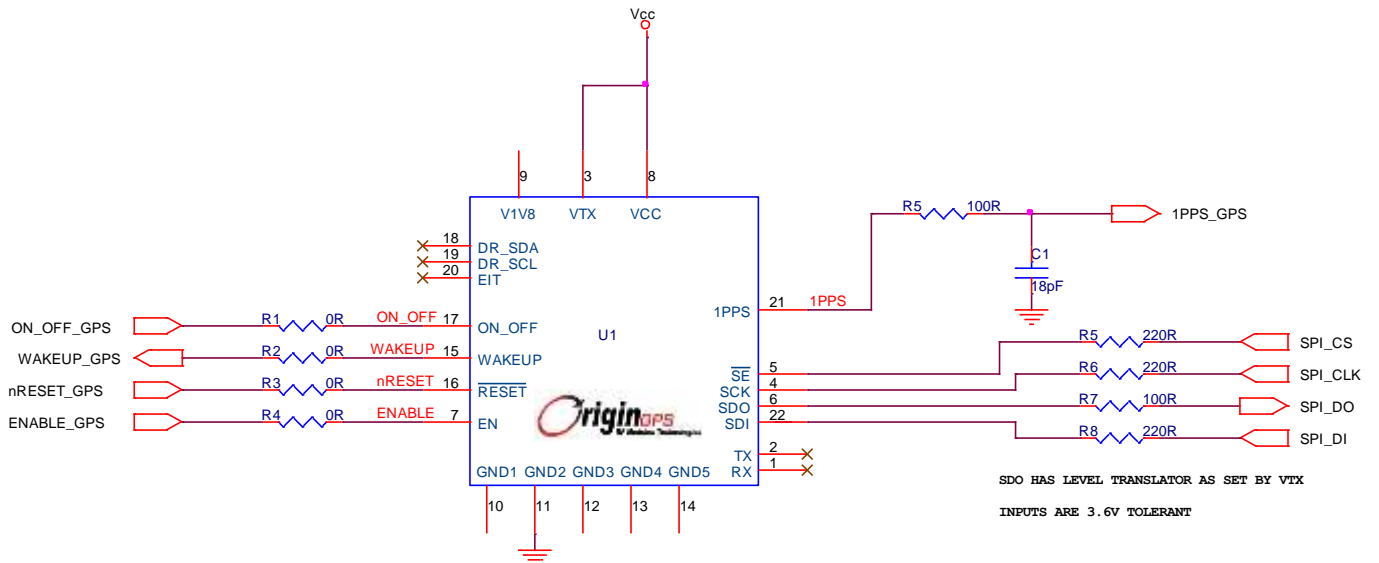 Vcc
9
3
8
V1V8
VTX
VCC
R5
100R
1PPS_GPS
18
DR_SDA
19
DR_SCL
20
EIT
C1
18pF
21
1PPS
1PPS
ON_OFF_GPS
R1
0R
ON_OFF
17
ON_OFF
U1
WAKEUP_GPS
R2
0R
WAKEUP
15
WAKEUP
R5
220R
SPI_CS
nRESET_GPS
R3
0R
nRESET
16
RESET
5
SE
R6
220R
SPI_CLK
4
SCK
ENABLE_GPS
R4
0R
ENABLE
7
EN
OriginGPS
6
SDO
R7
100R
SPI_DO
22
SDI
R8
220R
SPI_DI
2
TX
1
RX
GND1
GND2
GND3
GND4
GND5
10
11
12
13
14
SDO HAS LEVEL TRANSLATOR AS SET BY VTX
INPUTS ARE 3.6V TOLERANT